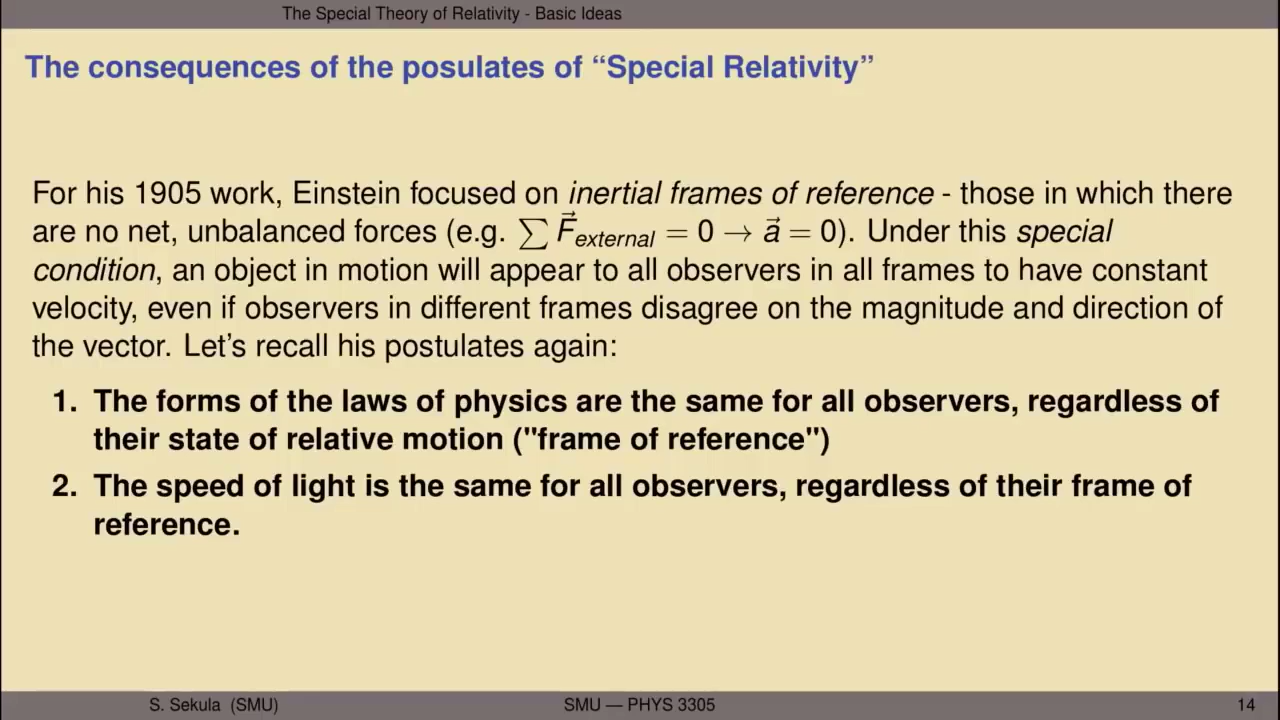 The Special Theory of Relativity - Basic Ideas
The consequences of the posulates of “Special Relativity”
For his 1905 work, Einstein focused on inertial frames of reference - those in which there
are no net, unbalanced forces (e.g. ∑ F⃗external = 0 → a⃗ = 0). Under this special
condition, an object in motion will appear to all observers in all frames to have constant
velocity, even if observers in different frames disagree on the magnitude and direction of
the vector. Let's recall his postulates again:
1. The forms of the laws of physics are the same for all observers, regardless of
their state of relative motion ("frame of reference")
2. The speed of light is the same for all observers, regardless of their frame of
reference.
S. Sekula (SMU) SMU — PHYS 3305 14